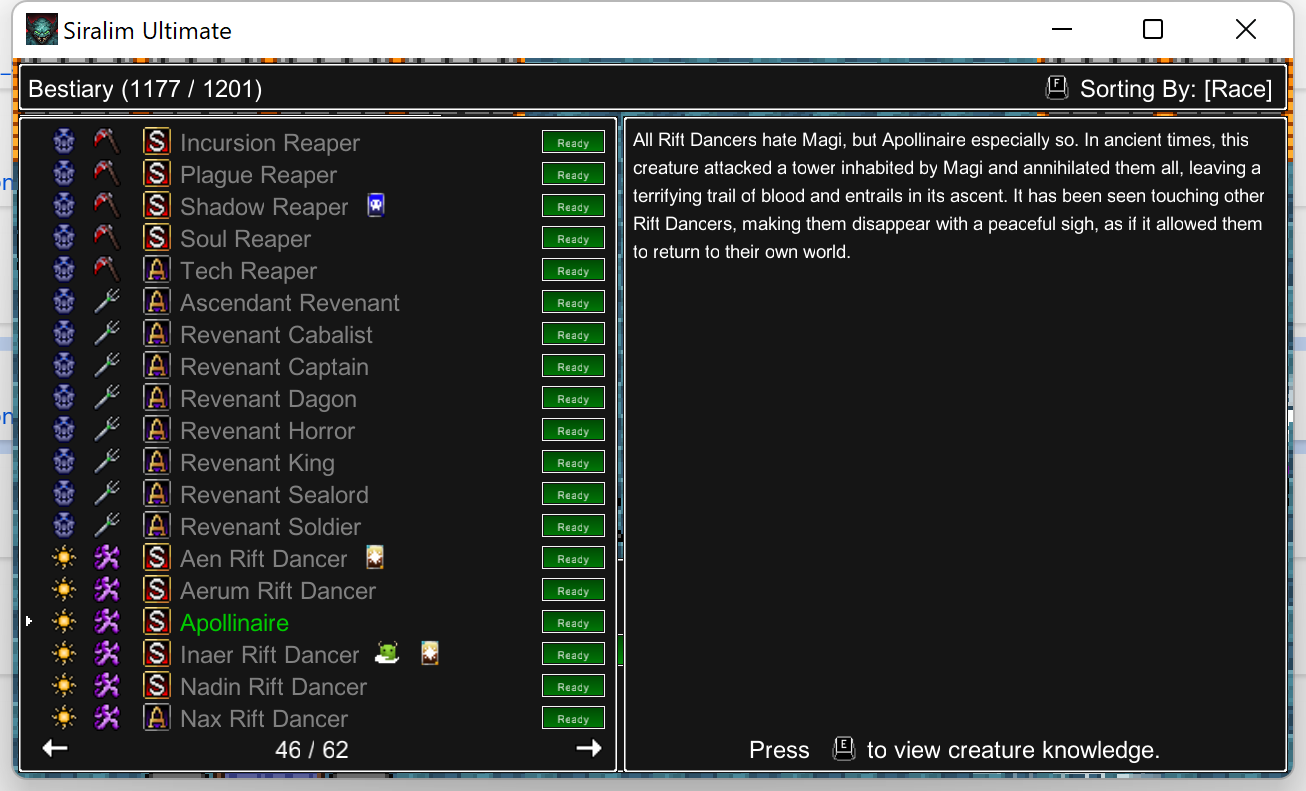 Siralim Ultimate
Bestiary (1177 / 1201)
F Sorting By: [Race]
S Incursion Reaper Ready
S Plague Reaper Ready
S Shadow Reaper Ready
S Soul Reaper Ready
A Tech Reaper Ready
A Ascendant Revenant Ready
A Revenant Cabalist Ready
A Revenant Captain Ready
A Revenant Dagon Ready
A Revenant Horror Ready
A Revenant King Ready
A Revenant Sealord Ready
A Revenant Soldier Ready
S Aen Rift Dancer Ready
S Aerum Rift Dancer Ready
S Apollinaire Ready
S Inaer Rift Dancer Ready
S Nadin Rift Dancer Ready
A Nax Rift Dancer Ready
46 / 62
All Rift Dancers hate Magi, but Apollinaire especially so. In ancient times, this
creature attacked a tower inhabited by Magi and annihilated them all, leaving a
terrifying trail of blood and entrails in its ascent. It has been seen touching other
Rift Dancers, making them disappear with a peaceful sigh, as if it allowed them
to return to their own world.
Press E to view creature knowledge.